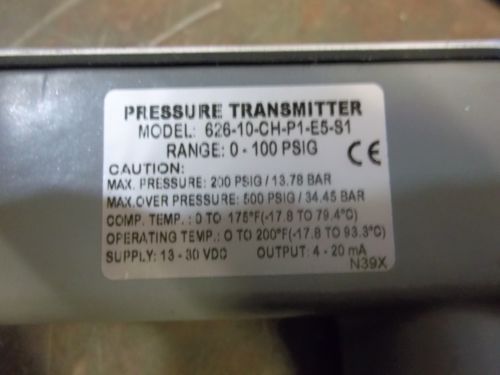 PRESSURE TRANSMITTER
MODEL: 626-10-CH-P1-E5-S1
RANGE: 0 - 100 PSIG
CE
CAUTION:
MAX. PRESSURE: 200 PSIG / 13.78 BAR
MAX.OVER PRESSURE: 500 PSIG / 34.45 BAR
COMP. TEMP. : 0 TO 175°F(-17.8 TO 79.4°C)
OPERATING TEMP.: 0 TO 200°F(-17.8 TO 93.3°C)
SUPPLY: 13 - 30 VDC OUTPUT: 4 - 20 mA
N39X